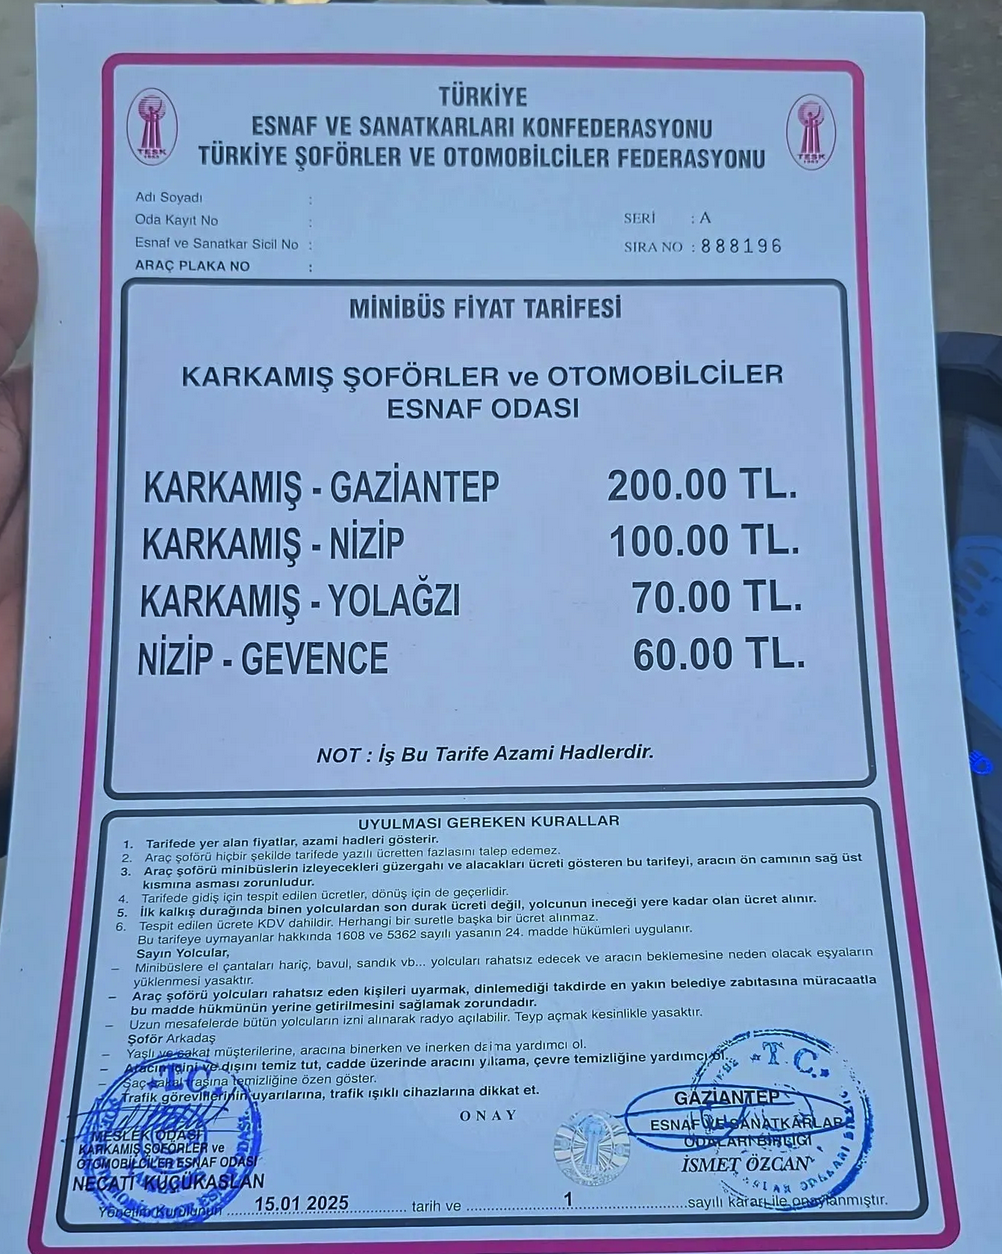 TÜRKİYE
ESNAF VE SANATKARLARI KONFEDERASYONU
TÜRKİYE ŞOFÖRLER VE OTOMOBİLCİLER FEDERASYONU
TESK
TESK
Adı Soyadı :
Oda Kayıt No :
Esnaf ve Sanatkar Sicil No :
ARAÇ PLAKA NO :
SERİ : A
SIRA NO : 888196
MİNİBÜS FİYAT TARİFESİ
KARKAMIŞ ŞOFÖRLER ve OTOMOBİLCİLER
ESNAF ODASI
KARKAMIŞ - GAZİANTEP 200.00 TL.
KARKAMIŞ - NİZİP 100.00 TL.
KARKAMIŞ - YOLAĞZI 70.00 TL.
NİZİP - GEVENCE 60.00 TL.
NOT : İş Bu Tarife Azami Hadlerdir.
UYULMASI GEREKEN KURALLAR
1. Tarifede yer alan fiyatlar, azami hadleri gösterir.
2. Araç şoförü hiçbir şekilde tarifede yazılı ücretten fazlasını talep edemez.
3. Araç şoförü minibüslerin izleyecekleri güzergahı ve alacakları ücreti gösteren bu tarifeyi, aracın ön camının sağ üst
kısmına asması zorunludur.
4. Tarifede gidiş için tespit edilen ücretler, dönüş için de geçerlidir.
5. İlk kalkış durağında binen yolculardan son durak ücreti değil, yolcunun ineceği yere kadar olan ücret alınır.
6. Tespit edilen ücrete KDV dahildir. Herhangi bir suretle başka bir ücret alınmaz.
Bu tarifeye uymayanlar hakkında 1608 ve 5362 sayılı yasanın 24. madde hükümleri uygulanır.
Sayın Yolcular,
– Minibüslere el çantaları hariç, bavul, sandık vb... yolcuları rahatsız edecek ve aracın beklemesine neden olacak eşyaların
yüklenmesi yasaktır.
– Araç şoförü yolcuları rahatsız eden kişileri uyarmak, dinlemediği takdirde en yakın belediye zabıtasına müracaatla
bu madde hükmünün yerine getirilmesini sağlamak zorundadır.
– Uzun mesafelerde bütün yolcuların izni alınarak radyo açılabilir. Teyp açmak kesinlikle yasaktır.
Şoför Arkadaş
– Yaşlı ve sakat müşterilerine, aracına binerken ve inerken daima yardımcı ol.
– Aracın içini ve dışını temiz tut, cadde üzerinde aracını yıkama, çevre temizliğine yardımcı ol.
– Saç sakal traşına temizliğine özen göster.
– Trafik görevlilerinin uyarılarına, trafik ışıklı cihazlarına dikkat et.
ONAY
T.C.
MESLEK ODASI
KARKAMIŞ ŞOFÖRLER ve
OTOMOBİLCİLER ESNAF ODASI
NECATİ KÜÇÜKASLAN
T.C.
GAZİANTEP
ESNAF VE SANATKARLAR
ODALARI BİRLİĞİ
İSMET ÖZCAN
Yönetim Kurulunun 15.01.2025 tarih ve 1 sayılı kararı ile onaylanmıştır.